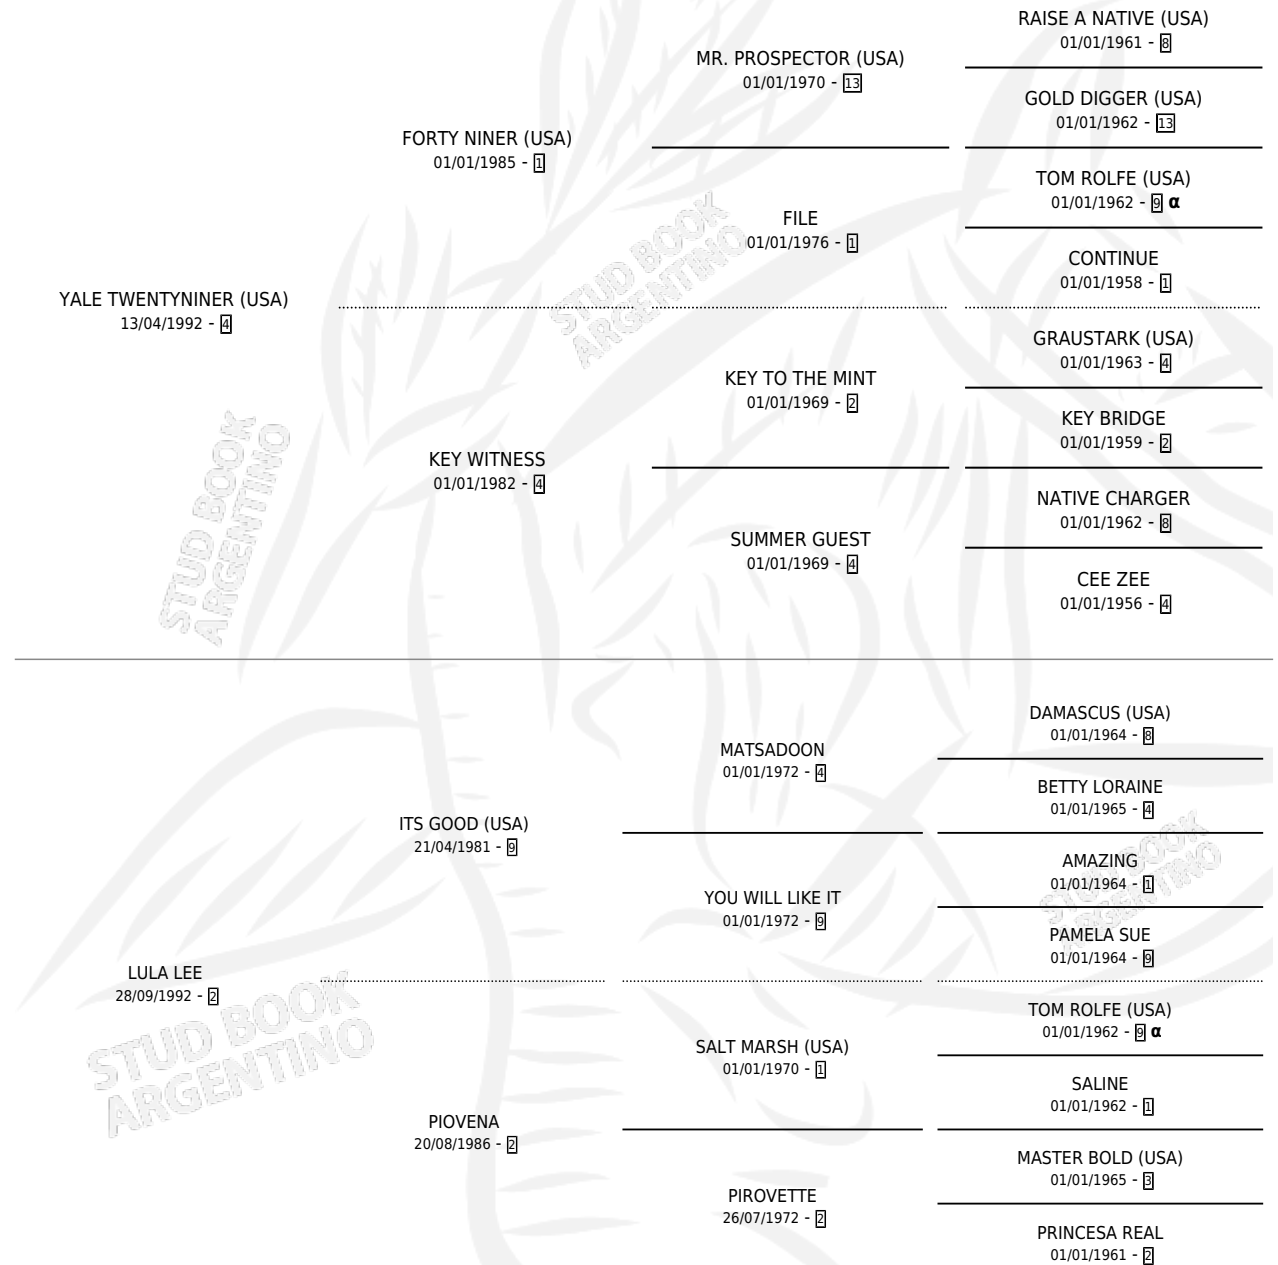 RAISE A NATIVE (USA)
01/01/1961 - 8
MR. PROSPECTOR (USA)
01/01/1970 - 13
GOLD DIGGER (USA)
01/01/1962 - 13
FORTY NINER (USA)
01/01/1985 - 1
TOM ROLFE (USA)
01/01/1962 - 9 α
FILE
01/01/1976 - 1
CONTINUE
01/01/1958 - 1
YALE TWENTYNINER (USA)
13/04/1992 - 4
GRAUSTARK (USA)
01/01/1963 - 4
KEY TO THE MINT
01/01/1969 - 2
KEY BRIDGE
01/01/1959 - 2
KEY WITNESS
01/01/1982 - 4
NATIVE CHARGER
01/01/1962 - 8
SUMMER GUEST
01/01/1969 - 4
CEE ZEE
01/01/1956 - 4
DAMASCUS (USA)
01/01/1964 - 8
MATSADOON
01/01/1972 - 4
BETTY LORAINE
01/01/1965 - 4
ITS GOOD (USA)
21/04/1981 - 9
AMAZING
01/01/1964 - 1
YOU WILL LIKE IT
01/01/1972 - 9
PAMELA SUE
01/01/1964 - 9
LULA LEE
28/09/1992 - 2
TOM ROLFE (USA)
01/01/1962 - 9 α
SALT MARSH (USA)
01/01/1970 - 1
SALINE
01/01/1962 - 1
PIOVENA
20/08/1986 - 2
MASTER BOLD (USA)
01/01/1965 - 3
PIROVETTE
26/07/1972 - 2
PRINCESA REAL
01/01/1961 - 2
STUD BOOK
ARGENTINO
STUD BOOK
ARGENTINO
STUD BOOK
ARGENTINO
STUD BOOK
ARGENTINO